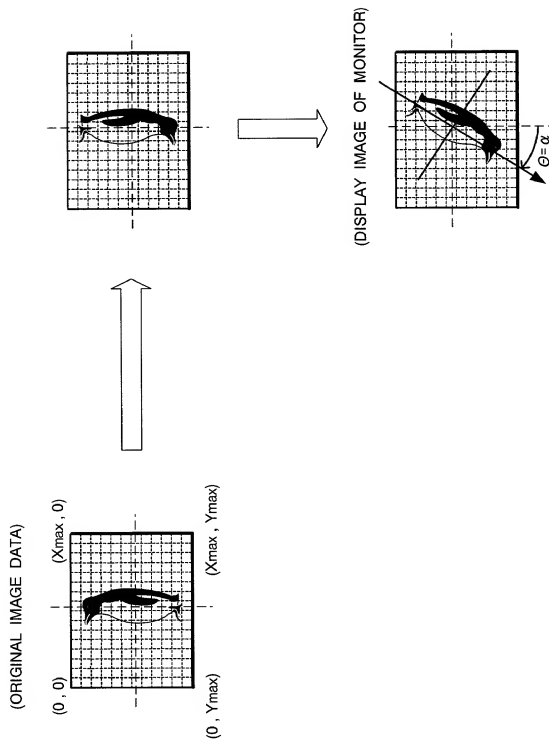 (ORIGINAL IMAGE DATA)
(0 , 0)
(Xmax , 0)
(0 , Ymax)
(Xmax , Ymax)
(DISPLAY IMAGE OF MONITOR)
Θ=α